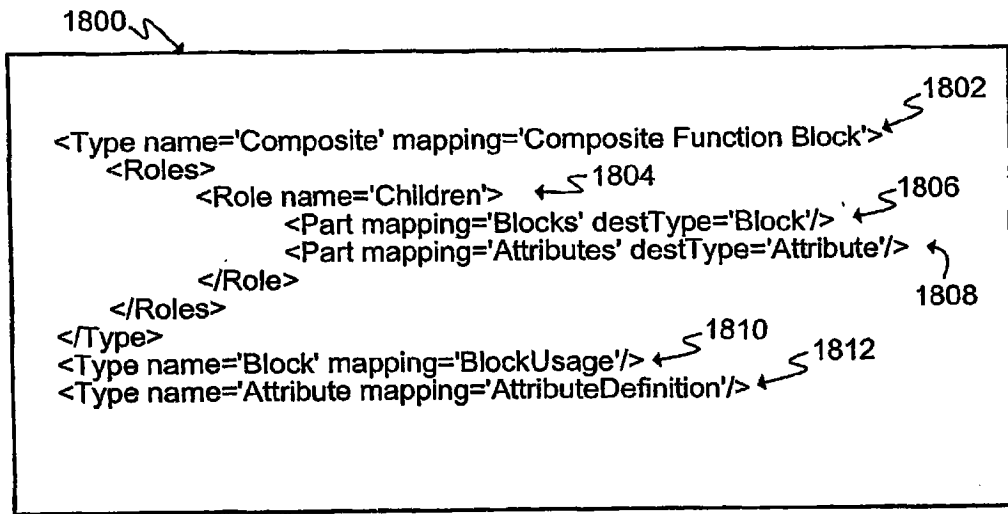 1800
1802
<Type name='Composite' mapping='Composite Function Block'>
<Roles>
<Role name='Children'>
1804
1806
<Part mapping='Blocks' destType='Block'/>
<Part mapping='Attributes' destType='Attribute'/>
1808
</Role>
</Roles>
</Type>
1810
<Type name='Block' mapping='BlockUsage'/>
1812
<Type name='Attribute mapping='AttributeDefinition'/>